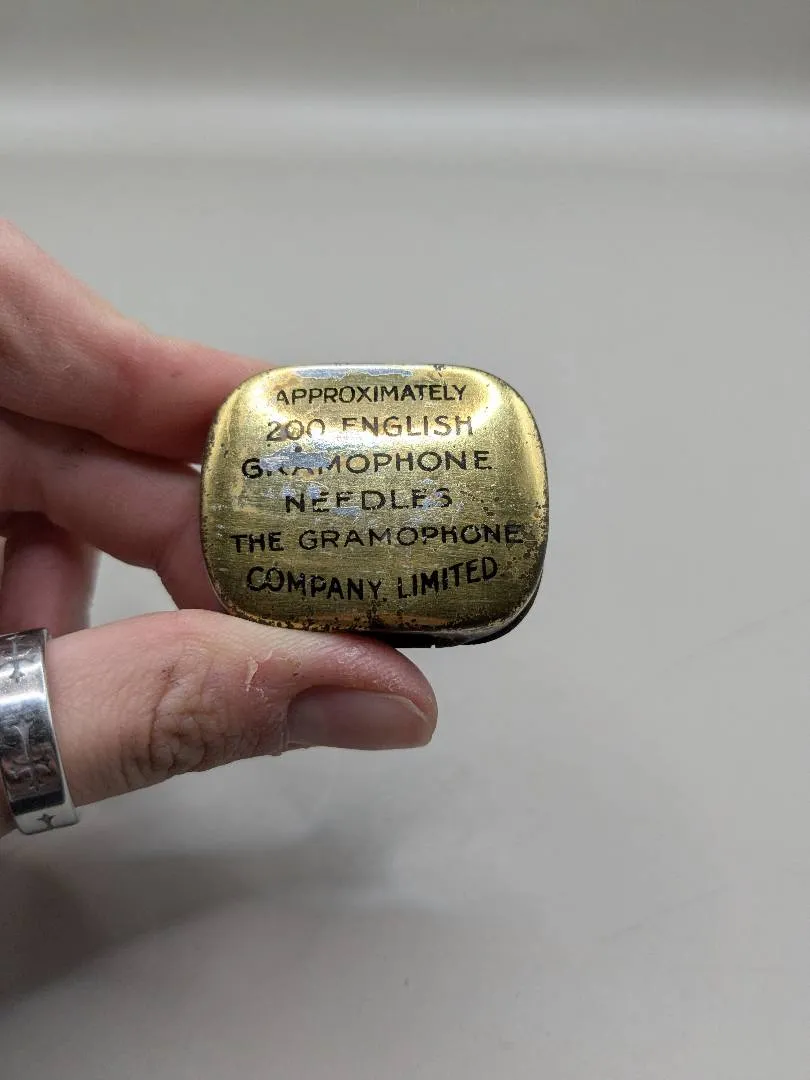 APPROXIMATELY
200 ENGLISH
GRAMOPHONE
NEEDLES
THE GRAMOPHONE
COMPANY, LIMITED